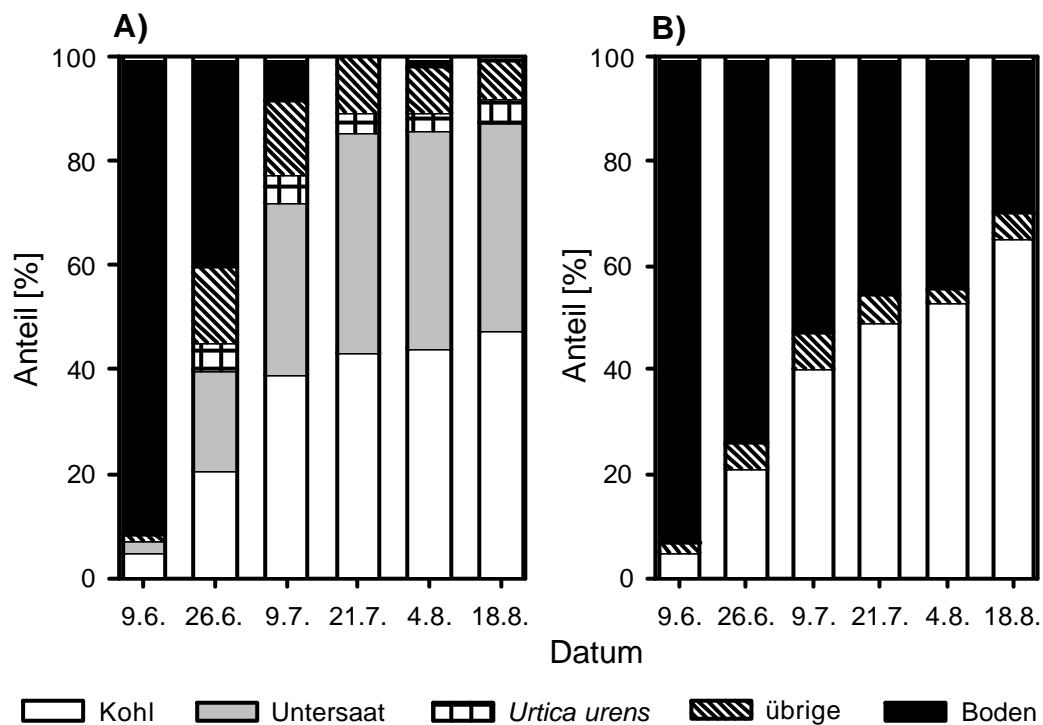 A)
B)
Anteil [%]
100
80
60
40
20
0
9.6. 26.6. 9.7. 21.7. 4.8. 18.8.
Anteil [%]
100
80
60
40
20
0
9.6. 26.6. 9.7. 21.7. 4.8. 18.8.
Datum
Kohl Untersaat Urtica urens übrige Boden